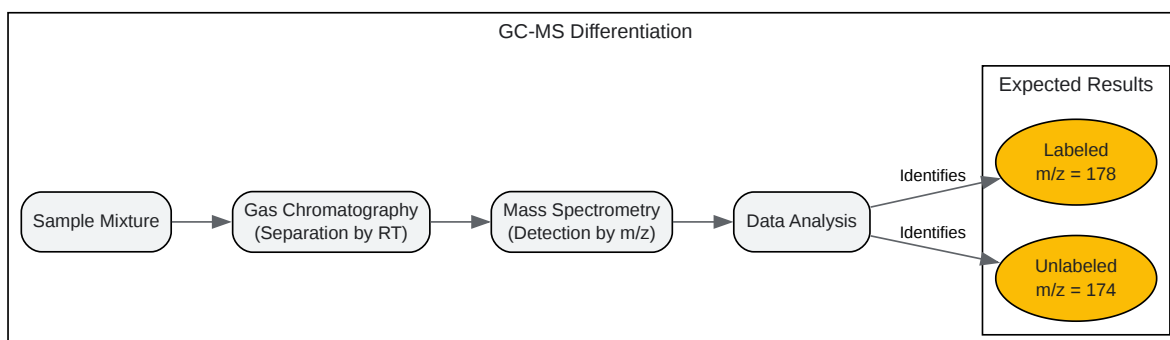 GC-MS Differentiation
Expected Results
Sample Mixture
Gas Chromatography
(Separation by RT)
Mass Spectrometry
(Detection by m/z)
Data Analysis
Identifies
Identifies
Labeled
m/z = 178
Unlabeled
m/z = 174